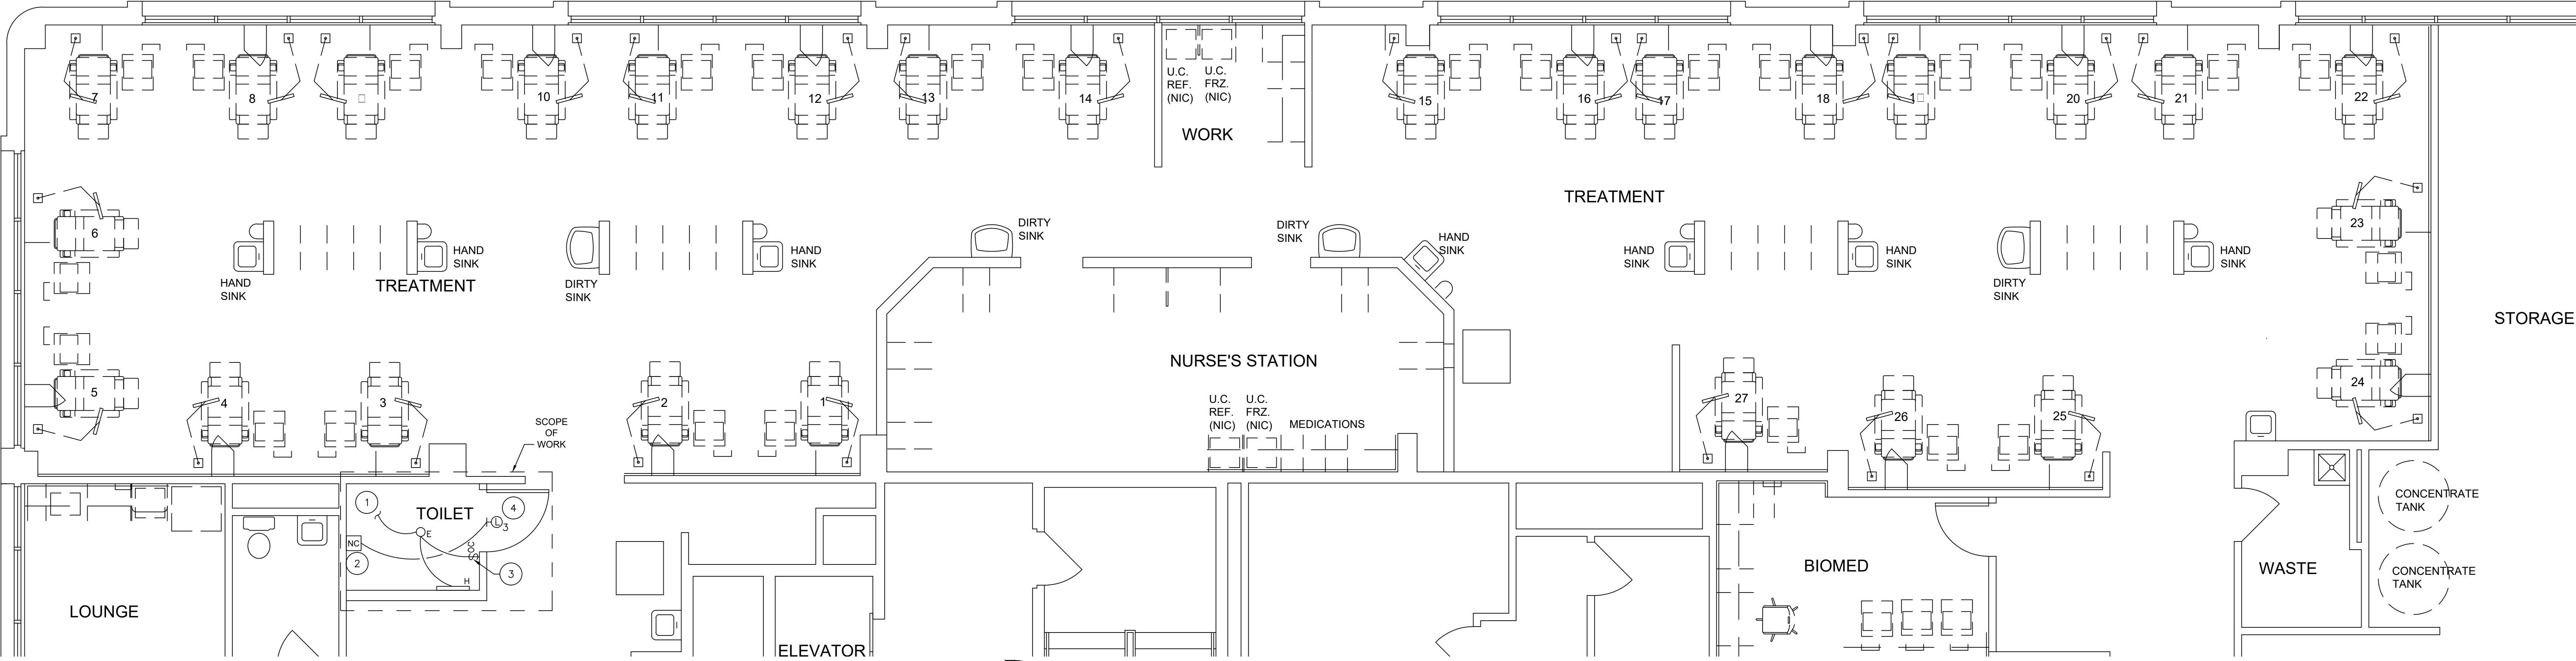 7
8
10
11
12
13
14
U.C.
REF.
(NIC)
U.C.
FRZ.
(NIC)
WORK
15
16
17
18
1
20
21
22
6
HAND
SINK
HAND
SINK
TREATMENT
DIRTY
SINK
HAND
SINK
DIRTY
SINK
DIRTY
SINK
HAND
SINK
TREATMENT
HAND
SINK
HAND
SINK
DIRTY
SINK
HAND
SINK
23
STORAGE
5
4
3
2
1
NURSE'S STATION
U.C.
REF.
(NIC)
U.C.
FRZ.
(NIC)
MEDICATIONS
27
26
25
24
SCOPE
OF
WORK
1
TOILET
4
L
3
E
NC
OC
S
2
3
H
LOUNGE
ELEVATOR
BIOMED
WASTE
CONCENTRATE
TANK
CONCENTRATE
TANK